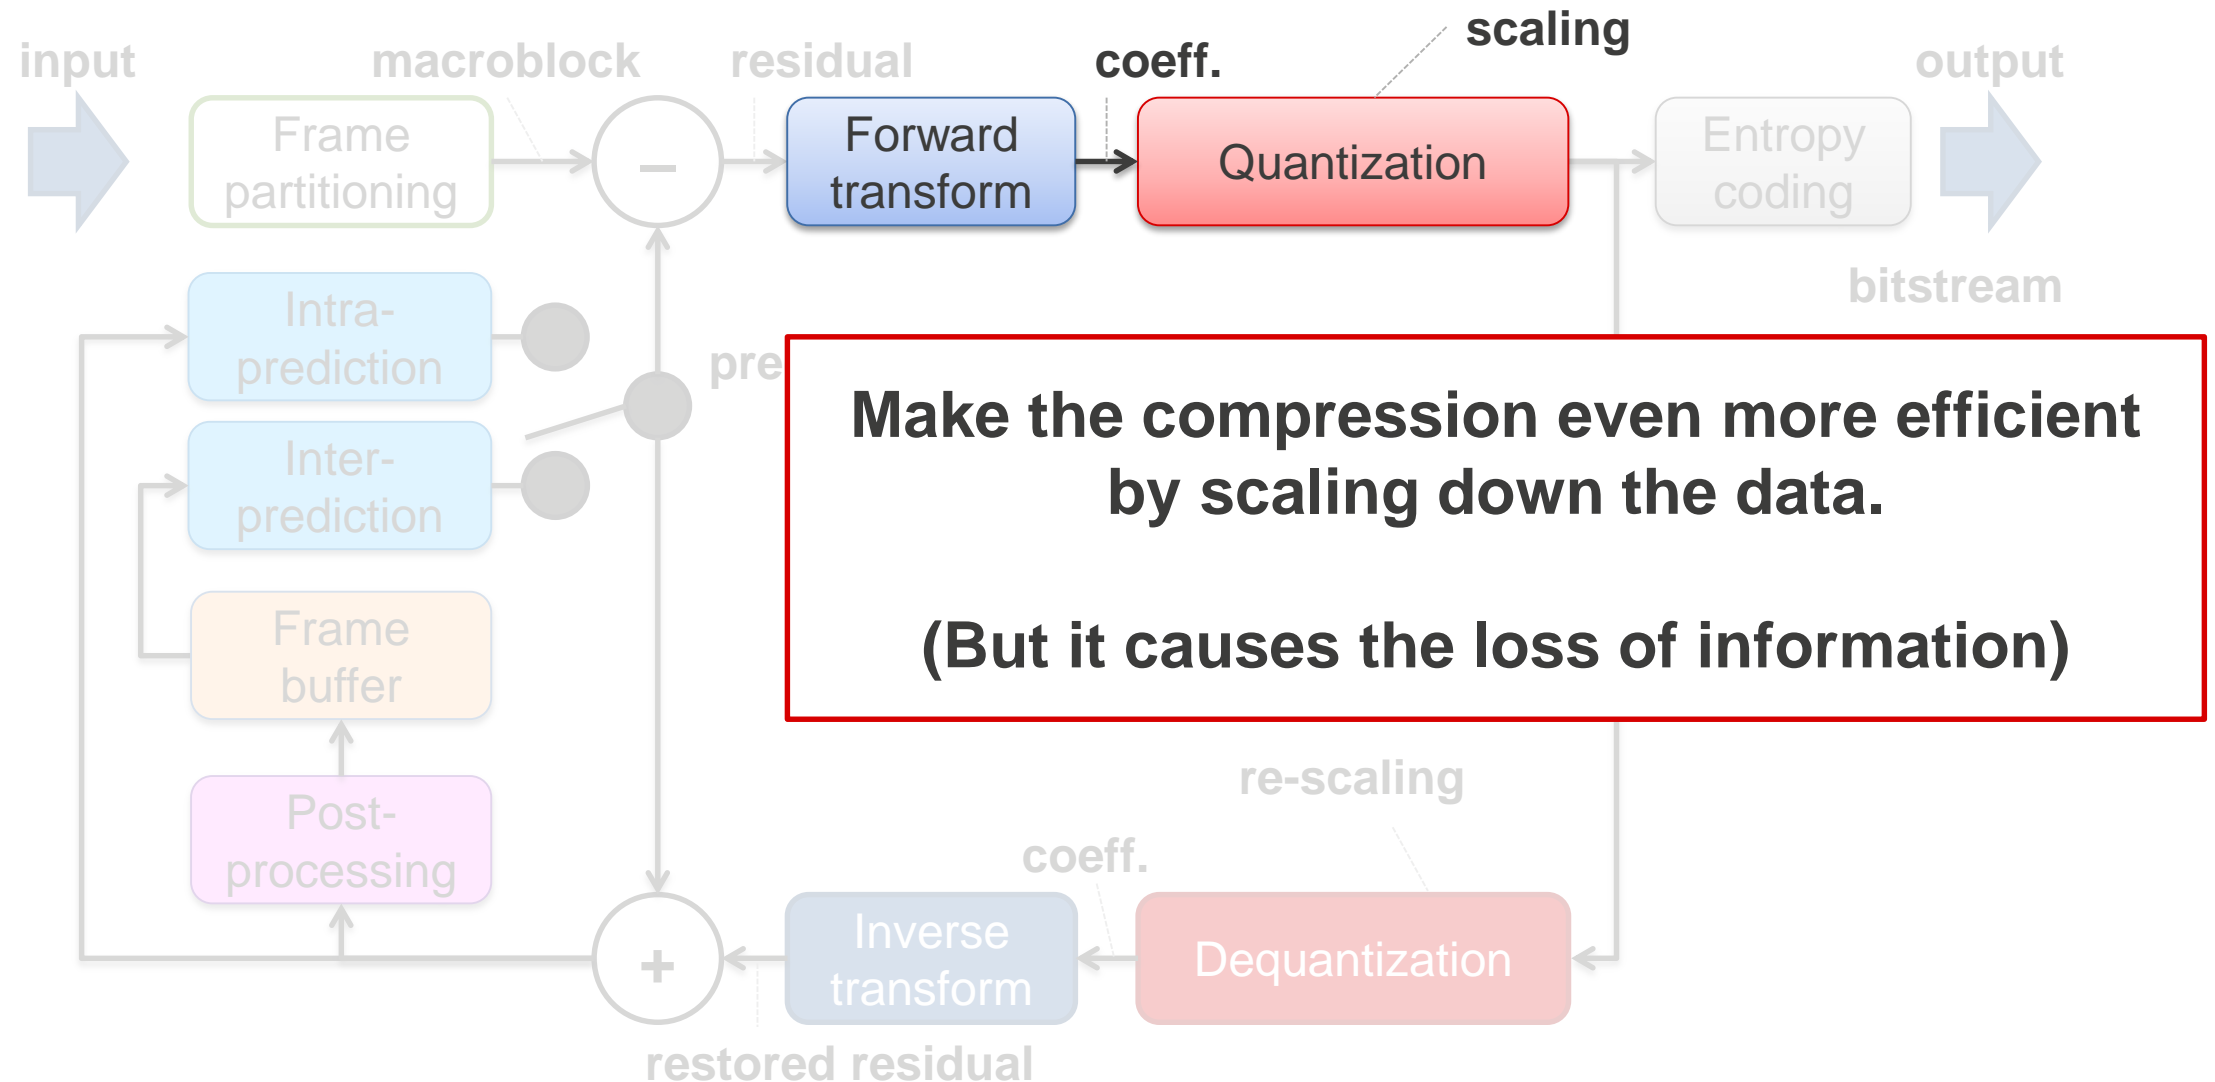 scaling
input
macroblock
residual
coeff.
output
Frame
partitioning
−
Forward
transform
Quantization
Entropy
coding
bitstream
Intra-
prediction
pre
Make the compression even more efficient
by scaling down the data.
(But it causes the loss of information)
Inter-
prediction
Frame
buffer
re-scaling
Post-
processing
coeff.
+
Inverse
transform
Dequantization
restored residual